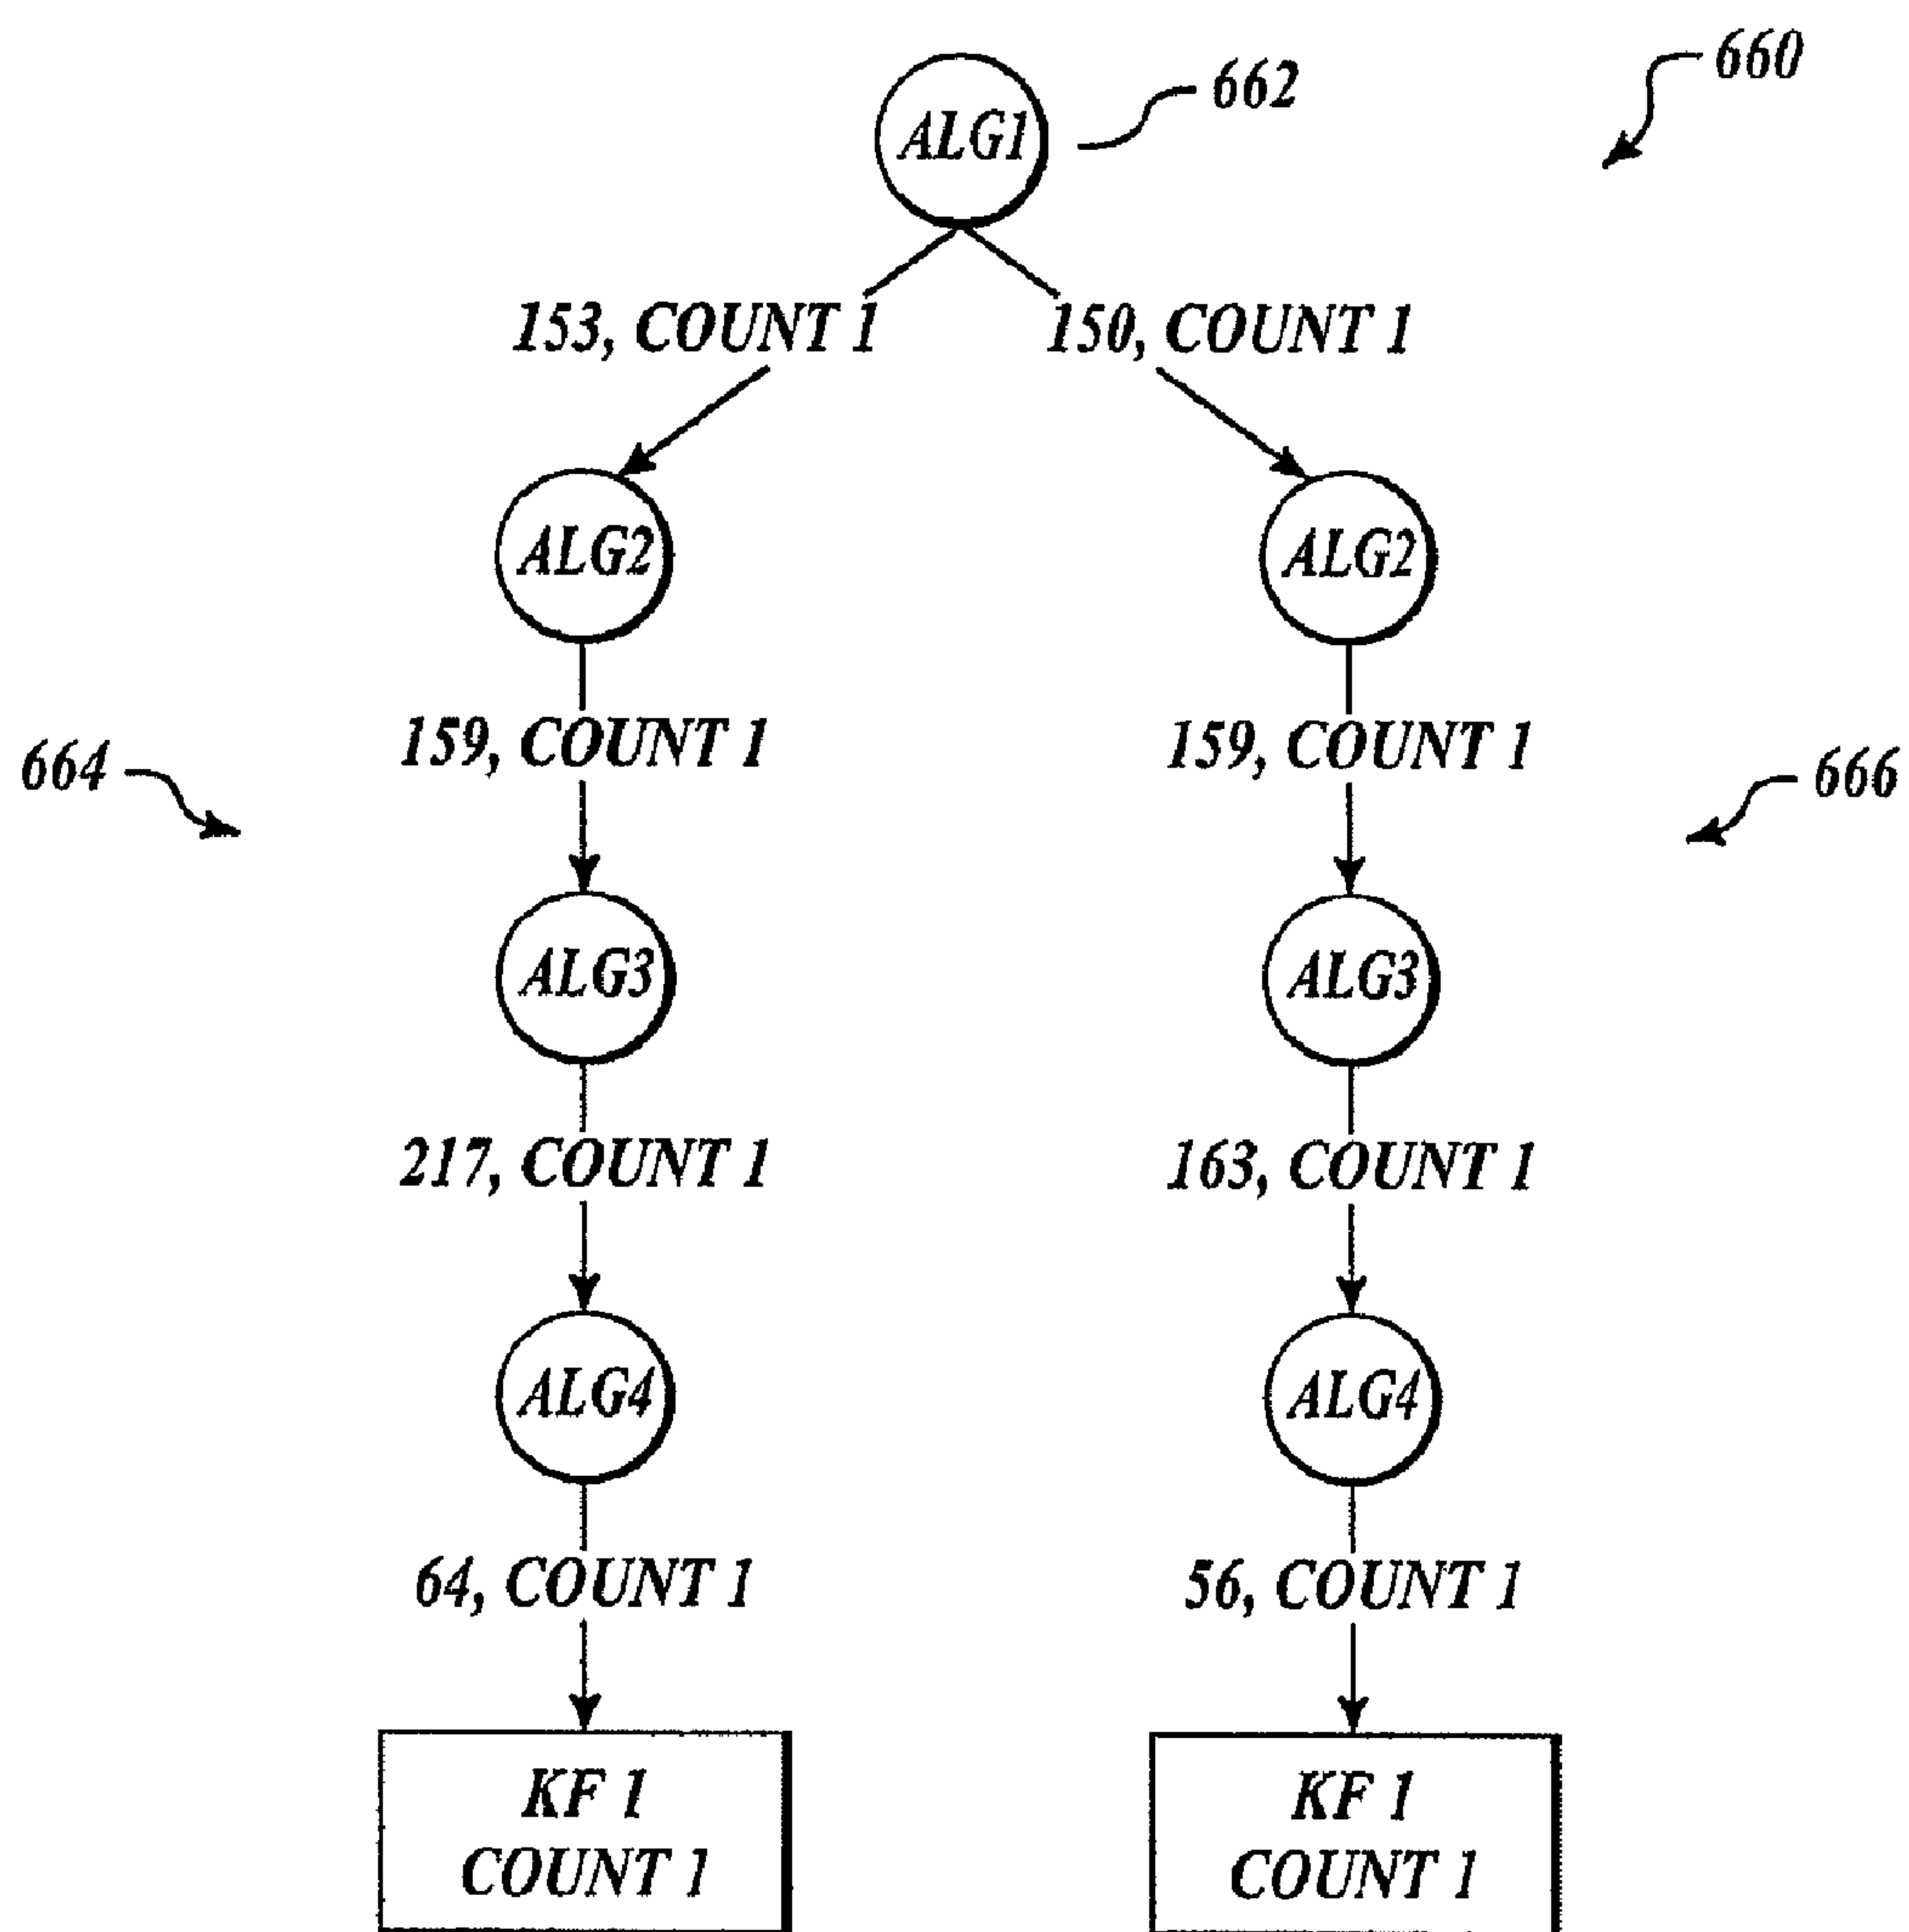 660
662
ALG1
153, COUNT 1
150, COUNT 1
ALG2
ALG2
159, COUNT 1
159, COUNT 1
664
666
ALG3
ALG3
217, COUNT 1
163, COUNT 1
ALG4
ALG4
64, COUNT 1
56, COUNT 1
KF 1
COUNT 1
KF 1
COUNT 1